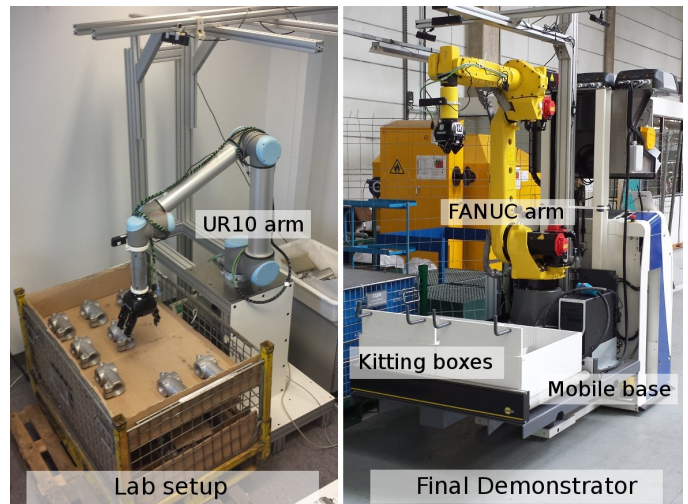 UR10 arm
Lab setup
FANUC arm
Kitting boxes
Mobile base
Final Demonstrator